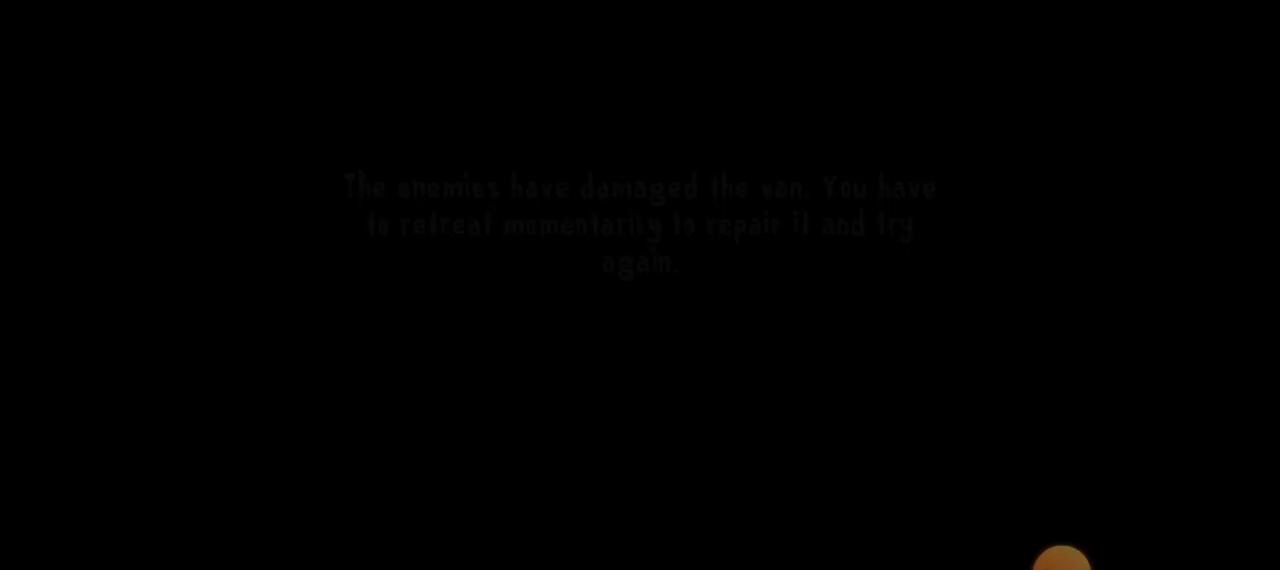 The enemies have damaged the van. You have
to retreat momentarily to repair it and try
again.